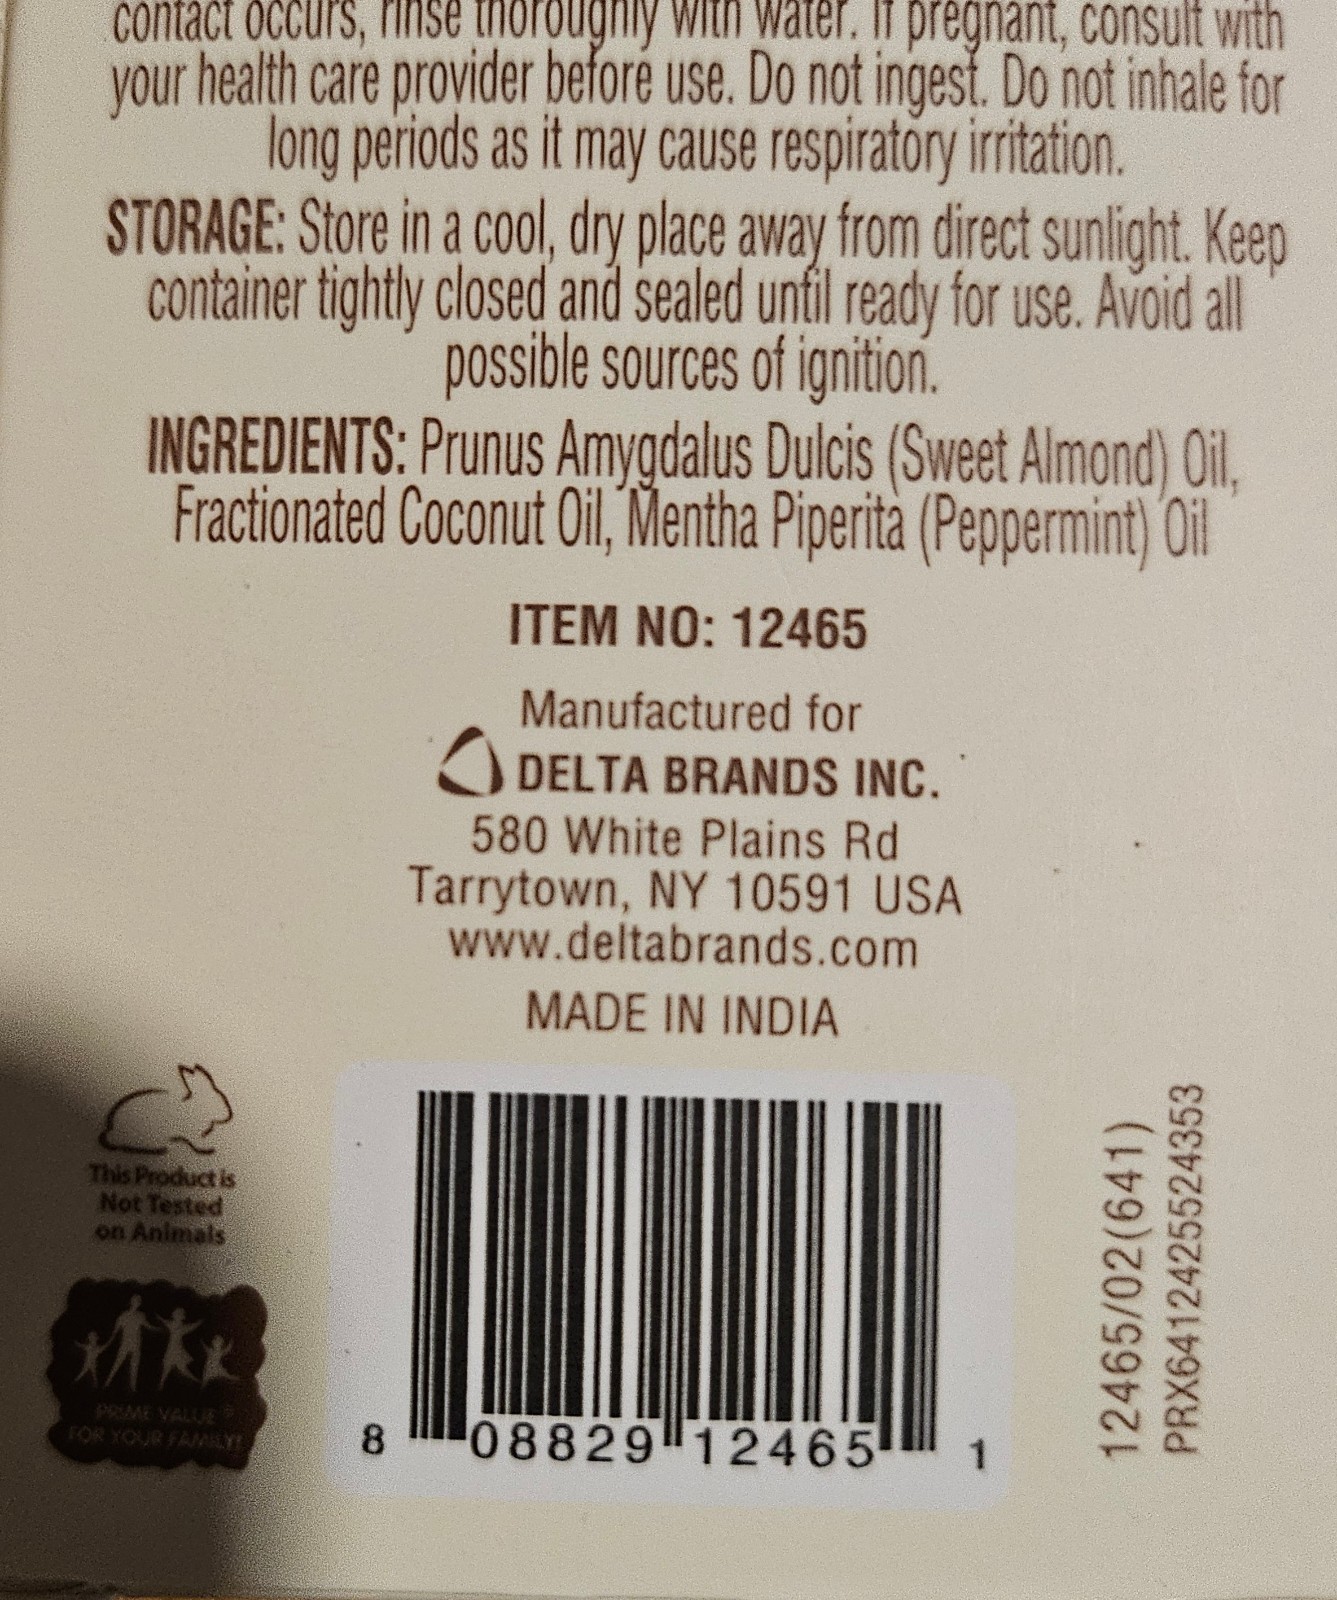 contact occurs, rinse thoroughly with water. If pregnant, consult with
your health care provider before use. Do not ingest. Do not inhale for
long periods as it may cause respiratory irritation.
STORAGE: Store in a cool, dry place away from direct sunlight. Keep
container tightly closed and sealed until ready for use. Avoid all
possible sources of ignition.
INGREDIENTS: Prunus Amygdalus Dulcis (Sweet Almond) Oil,
Fractionated Coconut Oil, Mentha Piperita (Peppermint) Oil
ITEM NO: 12465
Manufactured for
DELTA BRANDS INC.
580 White Plains Rd
Tarrytown, NY 10591 USA
www.deltabrands.com
MADE IN INDIA
This Product is
Not Tested
on Animals
PRIME VALUE®
FOR YOUR FAMILY!
8 08829 12465 1
12465/02(641)
PRX6412425524353